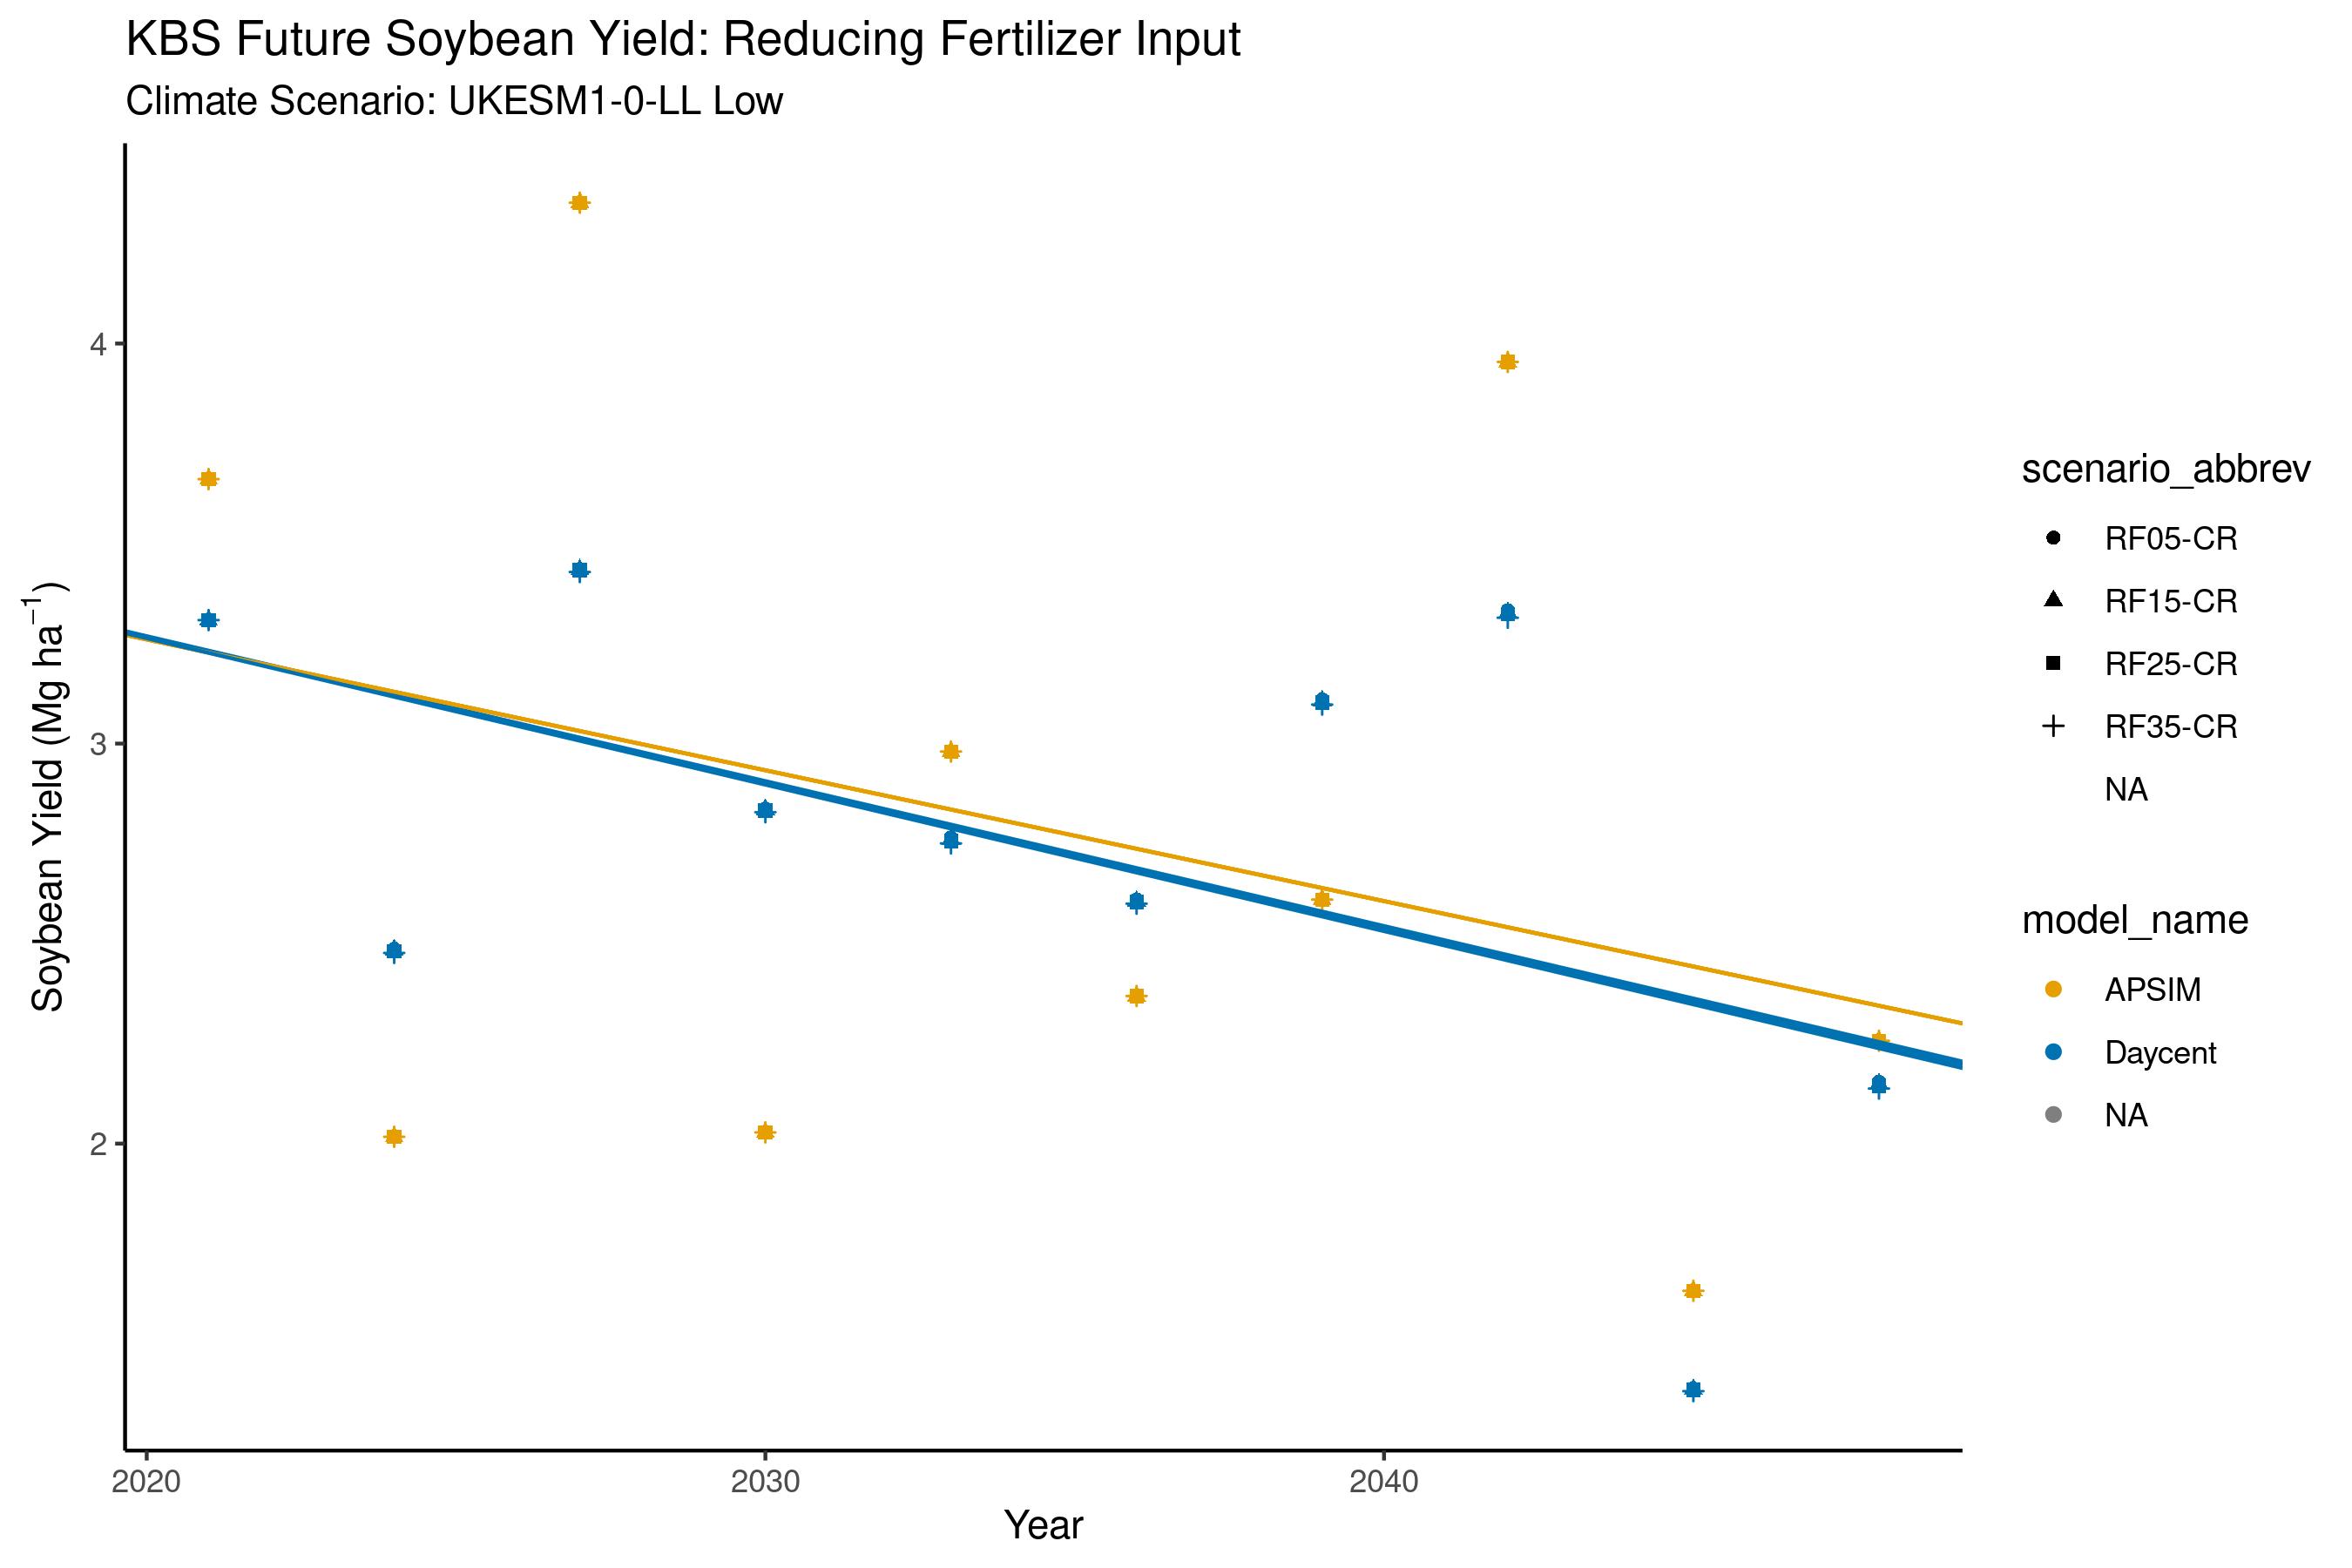 KBS Future Soybean Yield: Reducing Fertilizer Input
Climate Scenario: UKESM1-0-LL Low
Soybean Yield (Mg ha⁻¹)
4
3
2
2020
2030
2040
Year
scenario_abbrev
RF05-CR
RF15-CR
RF25-CR
RF35-CR
NA
model_name
APSIM
Daycent
NA